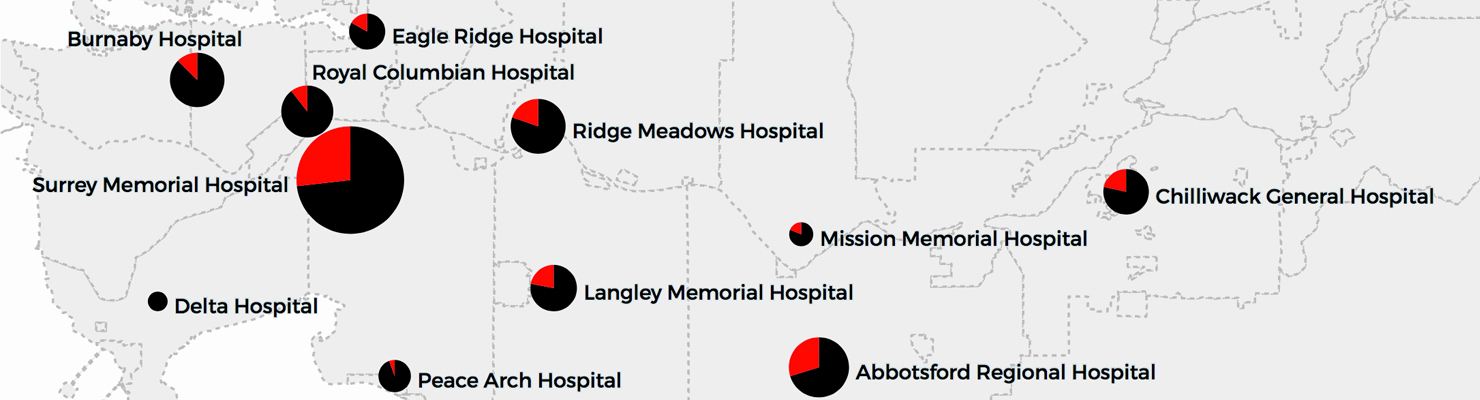 Eagle Ridge Hospital
Burnaby Hospital
Royal Columbian Hospital
Ridge Meadows Hospital
Surrey Memorial Hospital
Chilliwack General Hospital
Mission Memorial Hospital
Langley Memorial Hospital
Delta Hospital
Abbotsford Regional Hospital
Peace Arch Hospital